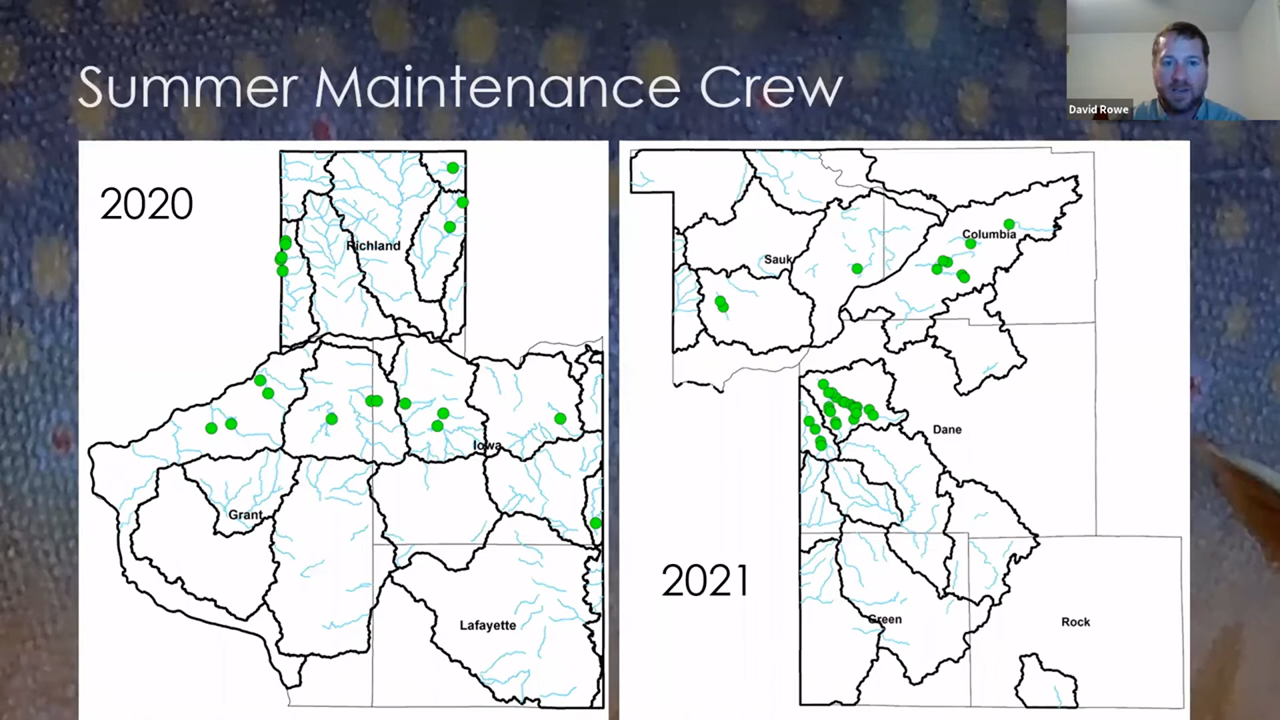 Summer Maintenance Crew
David Rowe
2020
Richland
Iowa
Grant
Lafayette
Sauk
Columbia
Dane
2021
Green
Rock